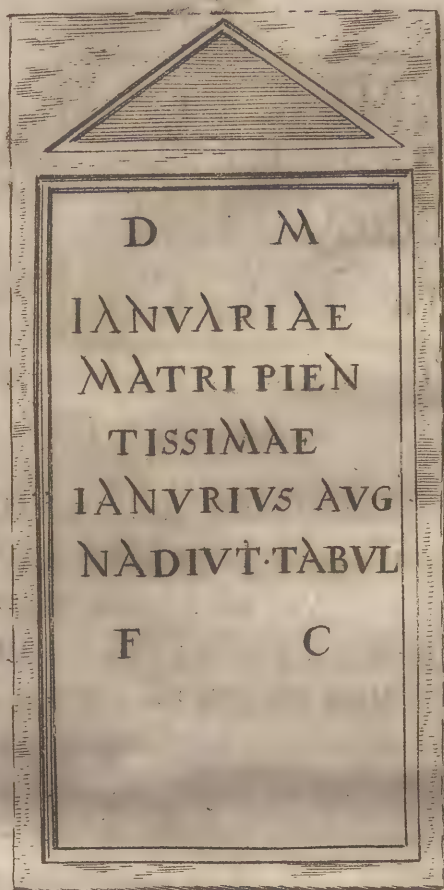 D M
IANVARIAE
MATRI PIEN
TISSIMAE
IANVRIVS AVG
NADIVT·TABVL
F C